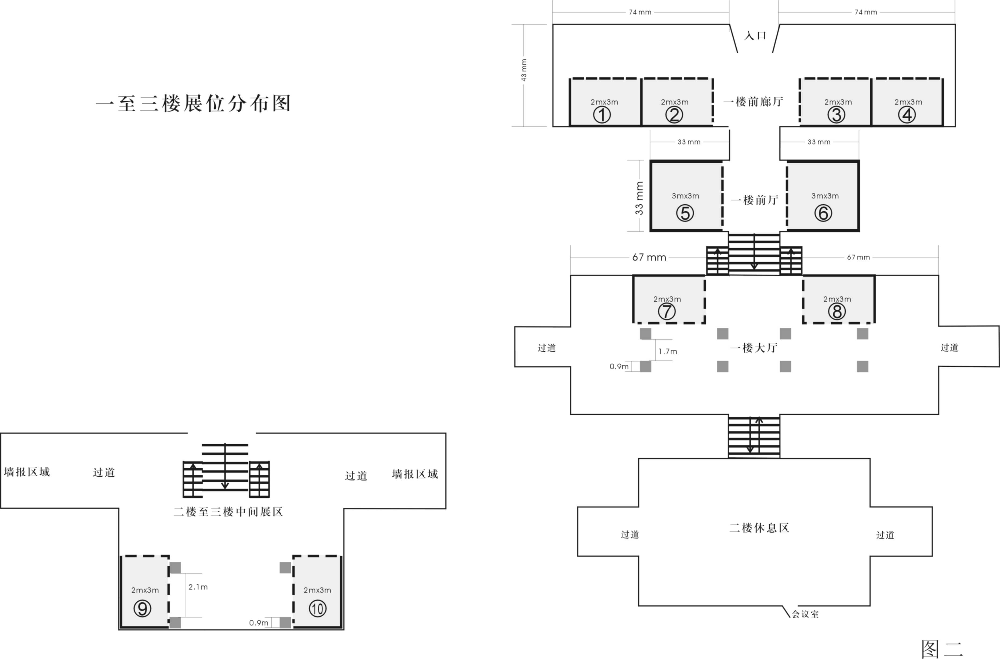 一至三楼展位分布图
74 mm
74 mm
入口
43 mm
2mx3m
①
2mx3m
②
一楼前廊厅
2mx3m
③
2mx3m
④
33 mm
33 mm
33 mm
3mx3m
⑤
一楼前厅
3mx3m
⑥
67 mm
67 mm
2mx3m
⑦
2mx3m
⑧
过道
1.7m
一楼大厅
过道
0.9m
墙报区域
过道
过道
墙报区域
二楼至三楼中间展区
2mx3m
⑨
2.1m
2mx3m
⑩
0.9m
过道
二楼休息区
过道
会议室
图二